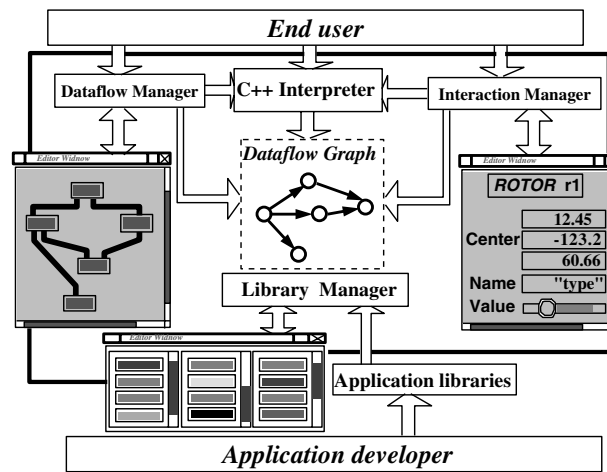 End user
Dataflow Manager
C++ Interpreter
Interaction Manager
Editor Widnow
Dataflow Graph
Editor Widnow
ROTOR r1
12.45
Center -123.2
60.66
Name "type"
Value
Library Manager
Editor Widnow
Application libraries
Application developer